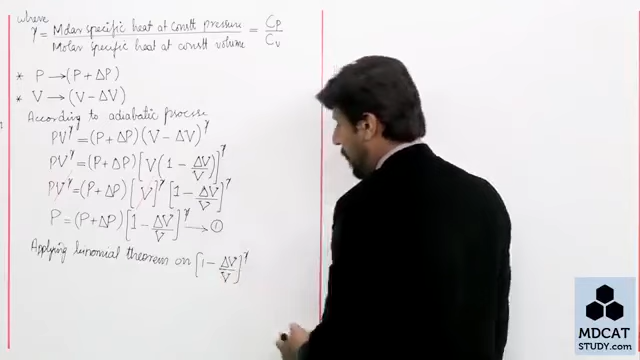 where
γ = Molar specific heat at constt pressure / Molar specific heat at constt volume = Cp / Cv
* P → (P + ΔP)
* V → (V − ΔV)
According to adiabatic process
PV^γ = (P + ΔP)(V − ΔV)^γ
PV^γ = (P + ΔP)[V(1 − ΔV/V)]^γ
PV^γ = (P + ΔP)[V]^γ [1 − ΔV/V]^γ
P = (P + ΔP)[1 − ΔV/V]^γ → ①
Applying binomial theorem on [1 − ΔV/V]^γ
MDCAT
STUDY.com